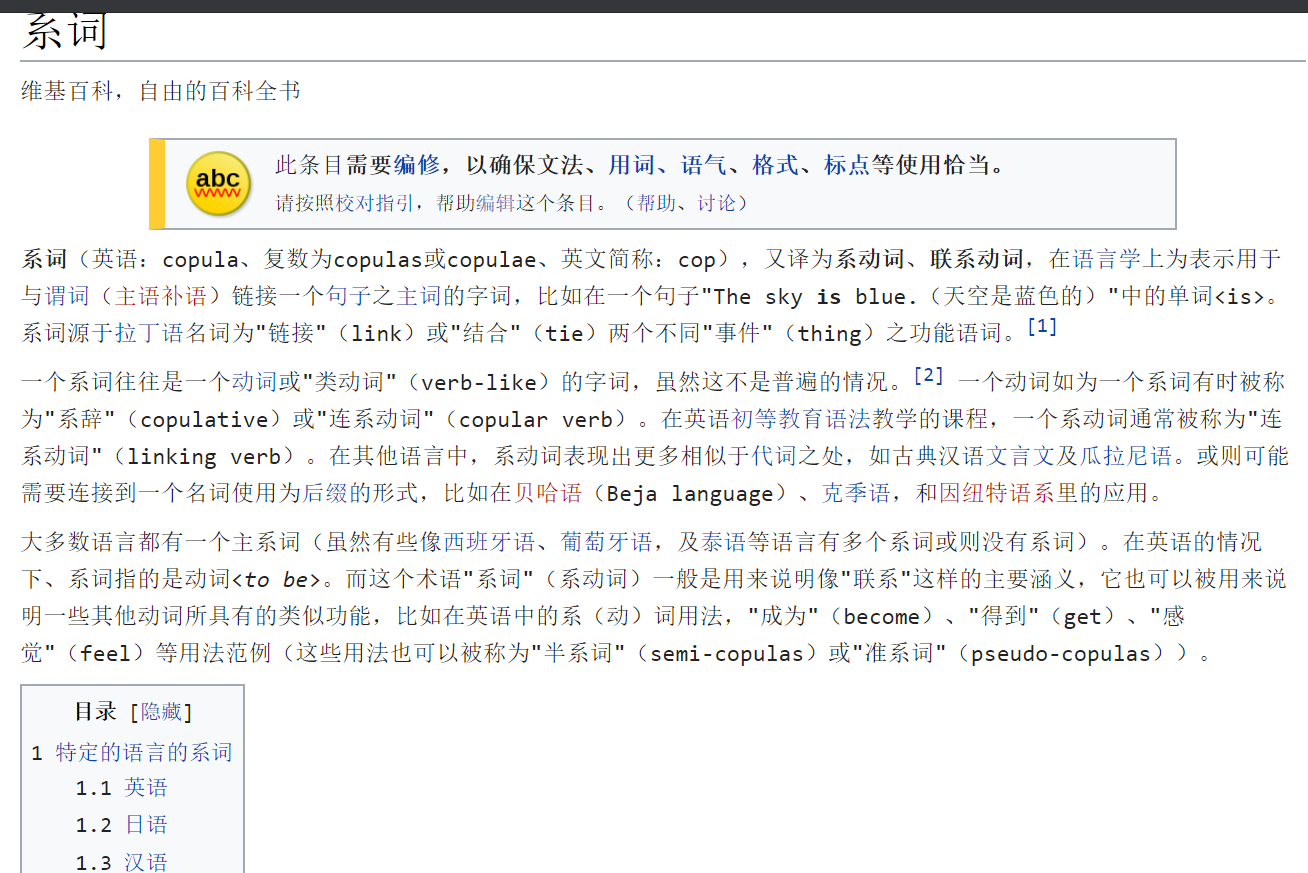 系词
维基百科，自由的百科全书
abc
此条目需要编修，以确保文法、用词、语气、格式、标点等使用恰当。
请按照校对指引，帮助编辑这个条目。（帮助、讨论）
系词（英语：copula、复数为copulas或copulae、英文简称：cop），又译为系动词、联系动词，在语言学上为表示用于
与谓词（主语补语）链接一个句子之主词的字词，比如在一个句子"The sky is blue.（天空是蓝色的）"中的单词<is>。
系词源于拉丁语名词为"链接"（link）或"结合"（tie）两个不同"事件"（thing）之功能语词。[1]
一个系词往往是一个动词或"类动词"（verb-like）的字词，虽然这不是普遍的情况。[2] 一个动词如为一个系词有时被称
为"系辞"（copulative）或"连系动词"（copular verb）。在英语初等教育语法教学的课程，一个系动词通常被称为"连
系动词"（linking verb）。在其他语言中，系动词表现出更多相似于代词之处，如古典汉语文言文及瓜拉尼语。或则可能
需要连接到一个名词使用为后缀的形式，比如在贝哈语（Beja language）、克季语，和因纽特语系里的应用。
大多数语言都有一个主系词（虽然有些像西班牙语、葡萄牙语，及泰语等语言有多个系词或则没有系词）。在英语的情况
下、系词指的是动词<to be>。而这个术语"系词"（系动词）一般是用来说明像"联系"这样的主要涵义，它也可以被用来说
明一些其他动词所具有的类似功能，比如在英语中的系（动）词用法，"成为"（become）、"得到"（get）、"感
觉"（feel）等用法范例（这些用法也可以被称为"半系词"（semi-copulas）或"准系词"（pseudo-copulas））。
目录 [隐藏]
1 特定的语言的系词
1.1 英语
1.2 日语
1.3 汉语